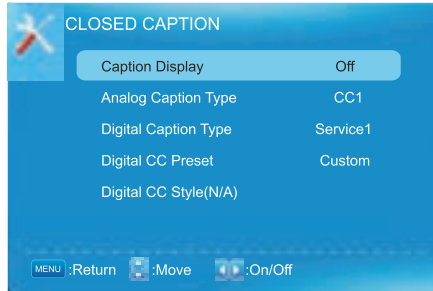 CLOSED CAPTION
Caption Display Off
Analog Caption Type CC1
Digital Caption Type Service1
Digital CC Preset Custom
Digital CC Style(N/A)
MENU :Return :Move :On/Off